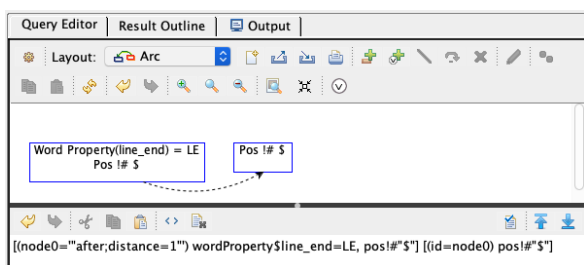 Query Editor Result Outline Output
Layout: Arc
Word Property(line_end) = LE
Pos !# $
Pos !# $
[(node0="'after;distance=1'") wordProperty$line_end=LE, pos!#"$"] [(id=node0) pos!#"$"]